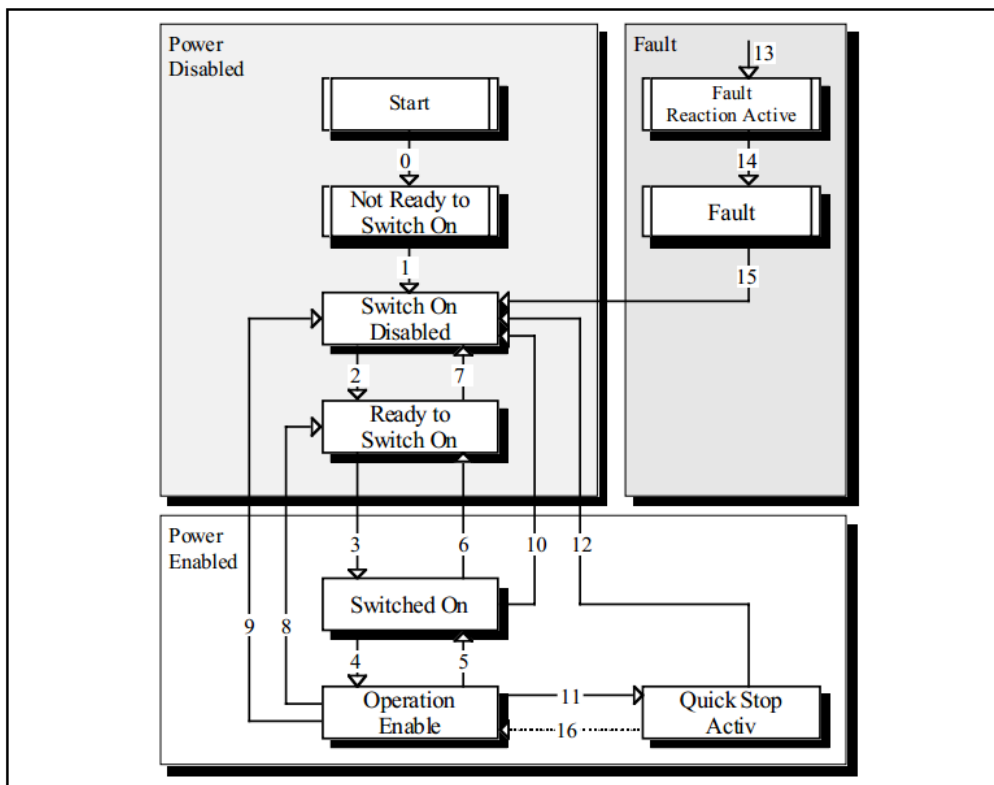 Power
Disabled
Start
0
Not Ready to
Switch On
1
Switch On
Disabled
2
7
Ready to
Switch On
Fault
13
Fault
Reaction Active
14
Fault
15
Power
Enabled
3
6
10
12
Switched On
9
8
4
5
Operation
Enable
11
16
Quick Stop
Activ